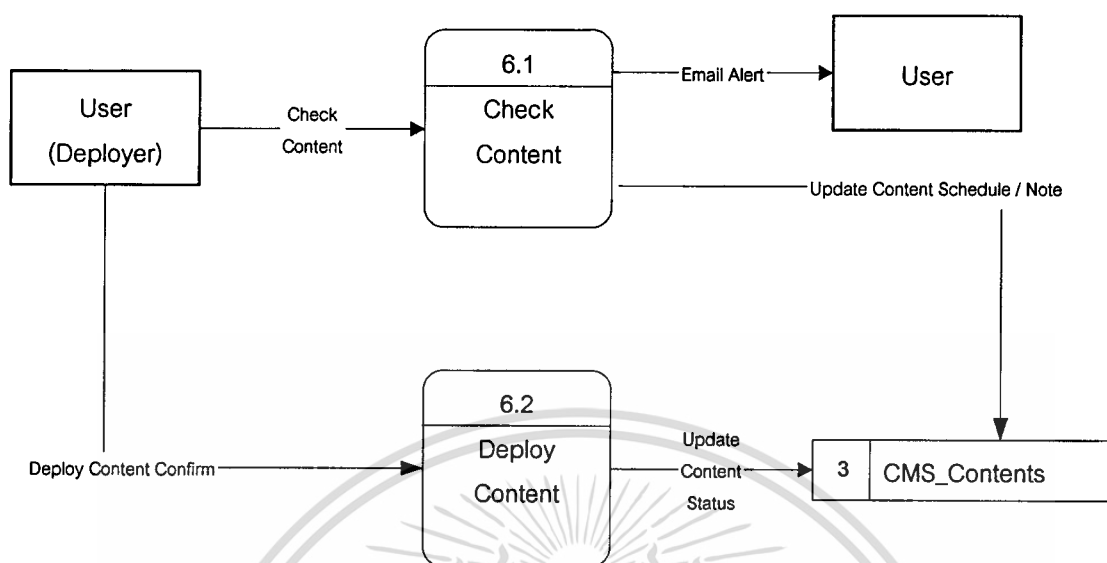 User
(Deployer)
Check
Content
6.1
Check
Content
Email Alert
User
Update Content Schedule / Note
Deploy Content Confirm
6.2
Deploy
Content
Update
Content
Status
3 CMS_Contents